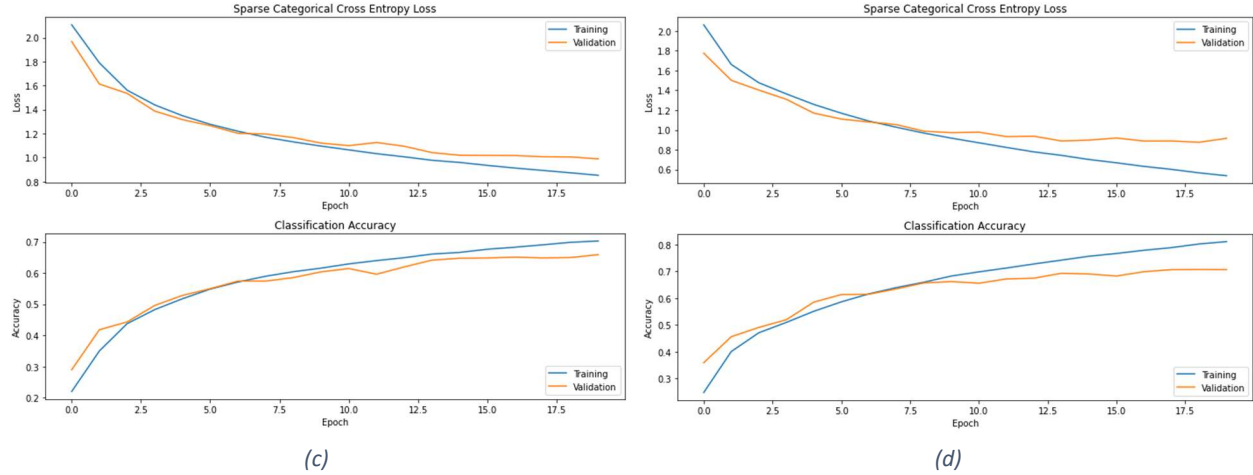 Sparse Categorical Cross Entropy Loss
Training
Validation
2.0
1.8
1.6
1.4
1.2
1.0
0.8
Loss
0.0 2.5 5.0 7.5 10.0 12.5 15.0 17.5
Epoch
Classification Accuracy
0.7
0.6
0.5
0.4
0.3
0.2
Accuracy
Training
Validation
0.0 2.5 5.0 7.5 10.0 12.5 15.0 17.5
Epoch
(c)
Sparse Categorical Cross Entropy Loss
Training
Validation
2.0
1.8
1.6
1.4
1.2
1.0
0.8
0.6
Loss
0.0 2.5 5.0 7.5 10.0 12.5 15.0 17.5
Epoch
Classification Accuracy
0.8
0.7
0.6
0.5
0.4
0.3
Accuracy
Training
Validation
0.0 2.5 5.0 7.5 10.0 12.5 15.0 17.5
Epoch
(d)